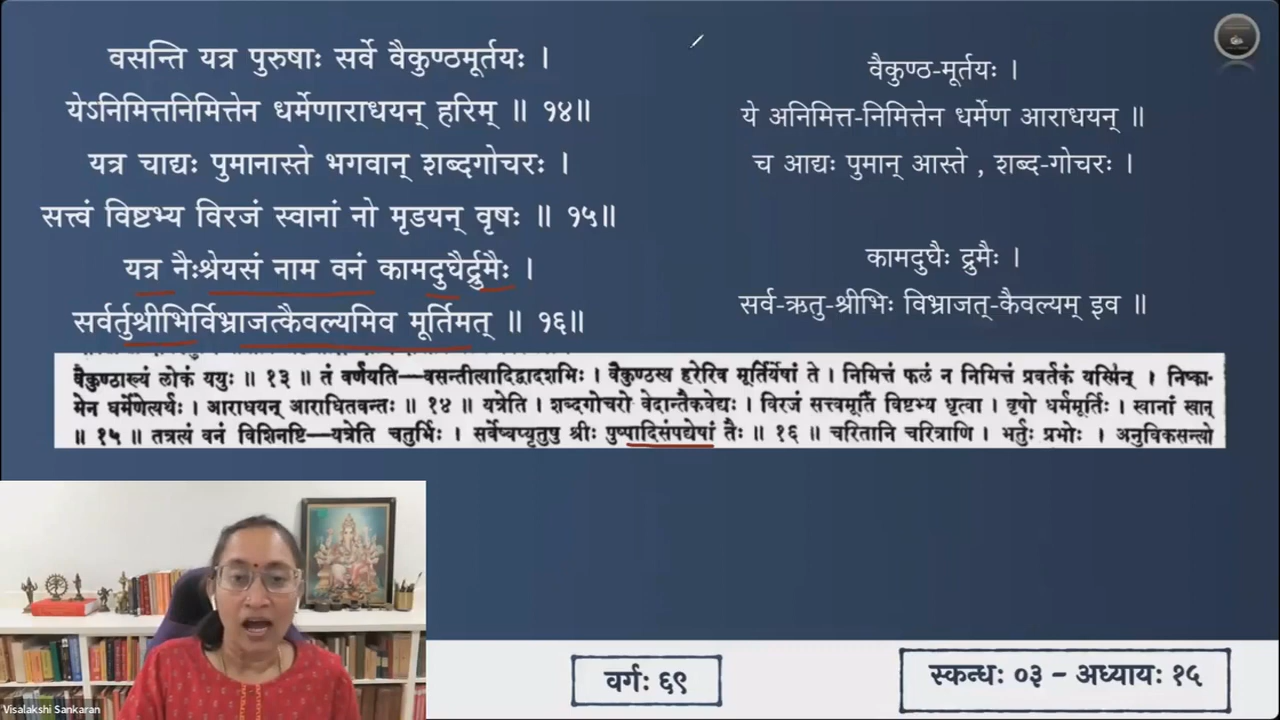 वसन्ति यत्र पुरुषाः सर्वे वैकुण्ठमूर्तयः ।
येऽनिमित्तनिमित्तेन धर्मेणाराधयन् हरिम् ॥ १४॥
यत्र चाद्यः पुमानास्ते भगवान् शब्दगोचरः ।
सत्त्वं विष्टभ्य विरजं स्वानां नो मृडयन् वृषः ॥ १५॥
यत्र नैःश्रेयसं नाम वनं कामदुघैर्द्रुमैः ।
सर्वर्तुश्रीभिर्विभ्राजत्कैवल्यमिव मूर्तिमत् ॥ १६॥
वैकुण्ठ-मूर्तयः ।
ये अनिमित्त-निमित्तेन धर्मेण आराधयन् ॥
च आद्यः पुमान् आस्ते , शब्द-गोचरः ।
कामदुघैः द्रुमैः ।
सर्व-ऋतु-श्रीभिः विभ्राजत्-कैवल्यम् इव ॥
वैकुण्ठाख्यं लोकं ययुः ॥ १३ ॥ तं वर्णयति—वसन्तीत्यादिद्वादशभिः । वैकुण्ठस्य हरेरिव मूर्तिर्येषां ते । निमित्तं फलं न निमित्तं प्रवर्तकं यस्मिन् । निष्का-
मेन धर्मेणेत्यर्थः । आराधयन् आराधितवन्तः ॥ १४ ॥ यत्रेति । शब्दगोचरो वेदान्तैकवेद्यः । विरजं सत्त्वमूर्तिं विष्टभ्य धृत्वा । वृषो धर्ममूर्तिः । स्वानां स्वान्
॥ १५ ॥ तत्रत्यं वनं विशिनष्टि—यत्रेति चतुर्भिः । सर्वेष्वप्यृतुषु श्रीः पुष्पादिसंपद्येषां तैः ॥ १६ ॥ चरितानि चरित्राणि । भर्तुः प्रभोः । अनुविकसन्त्यो
Visalakshi Sankaran
वर्गः ६९
स्कन्धः ०३ – अध्यायः १५